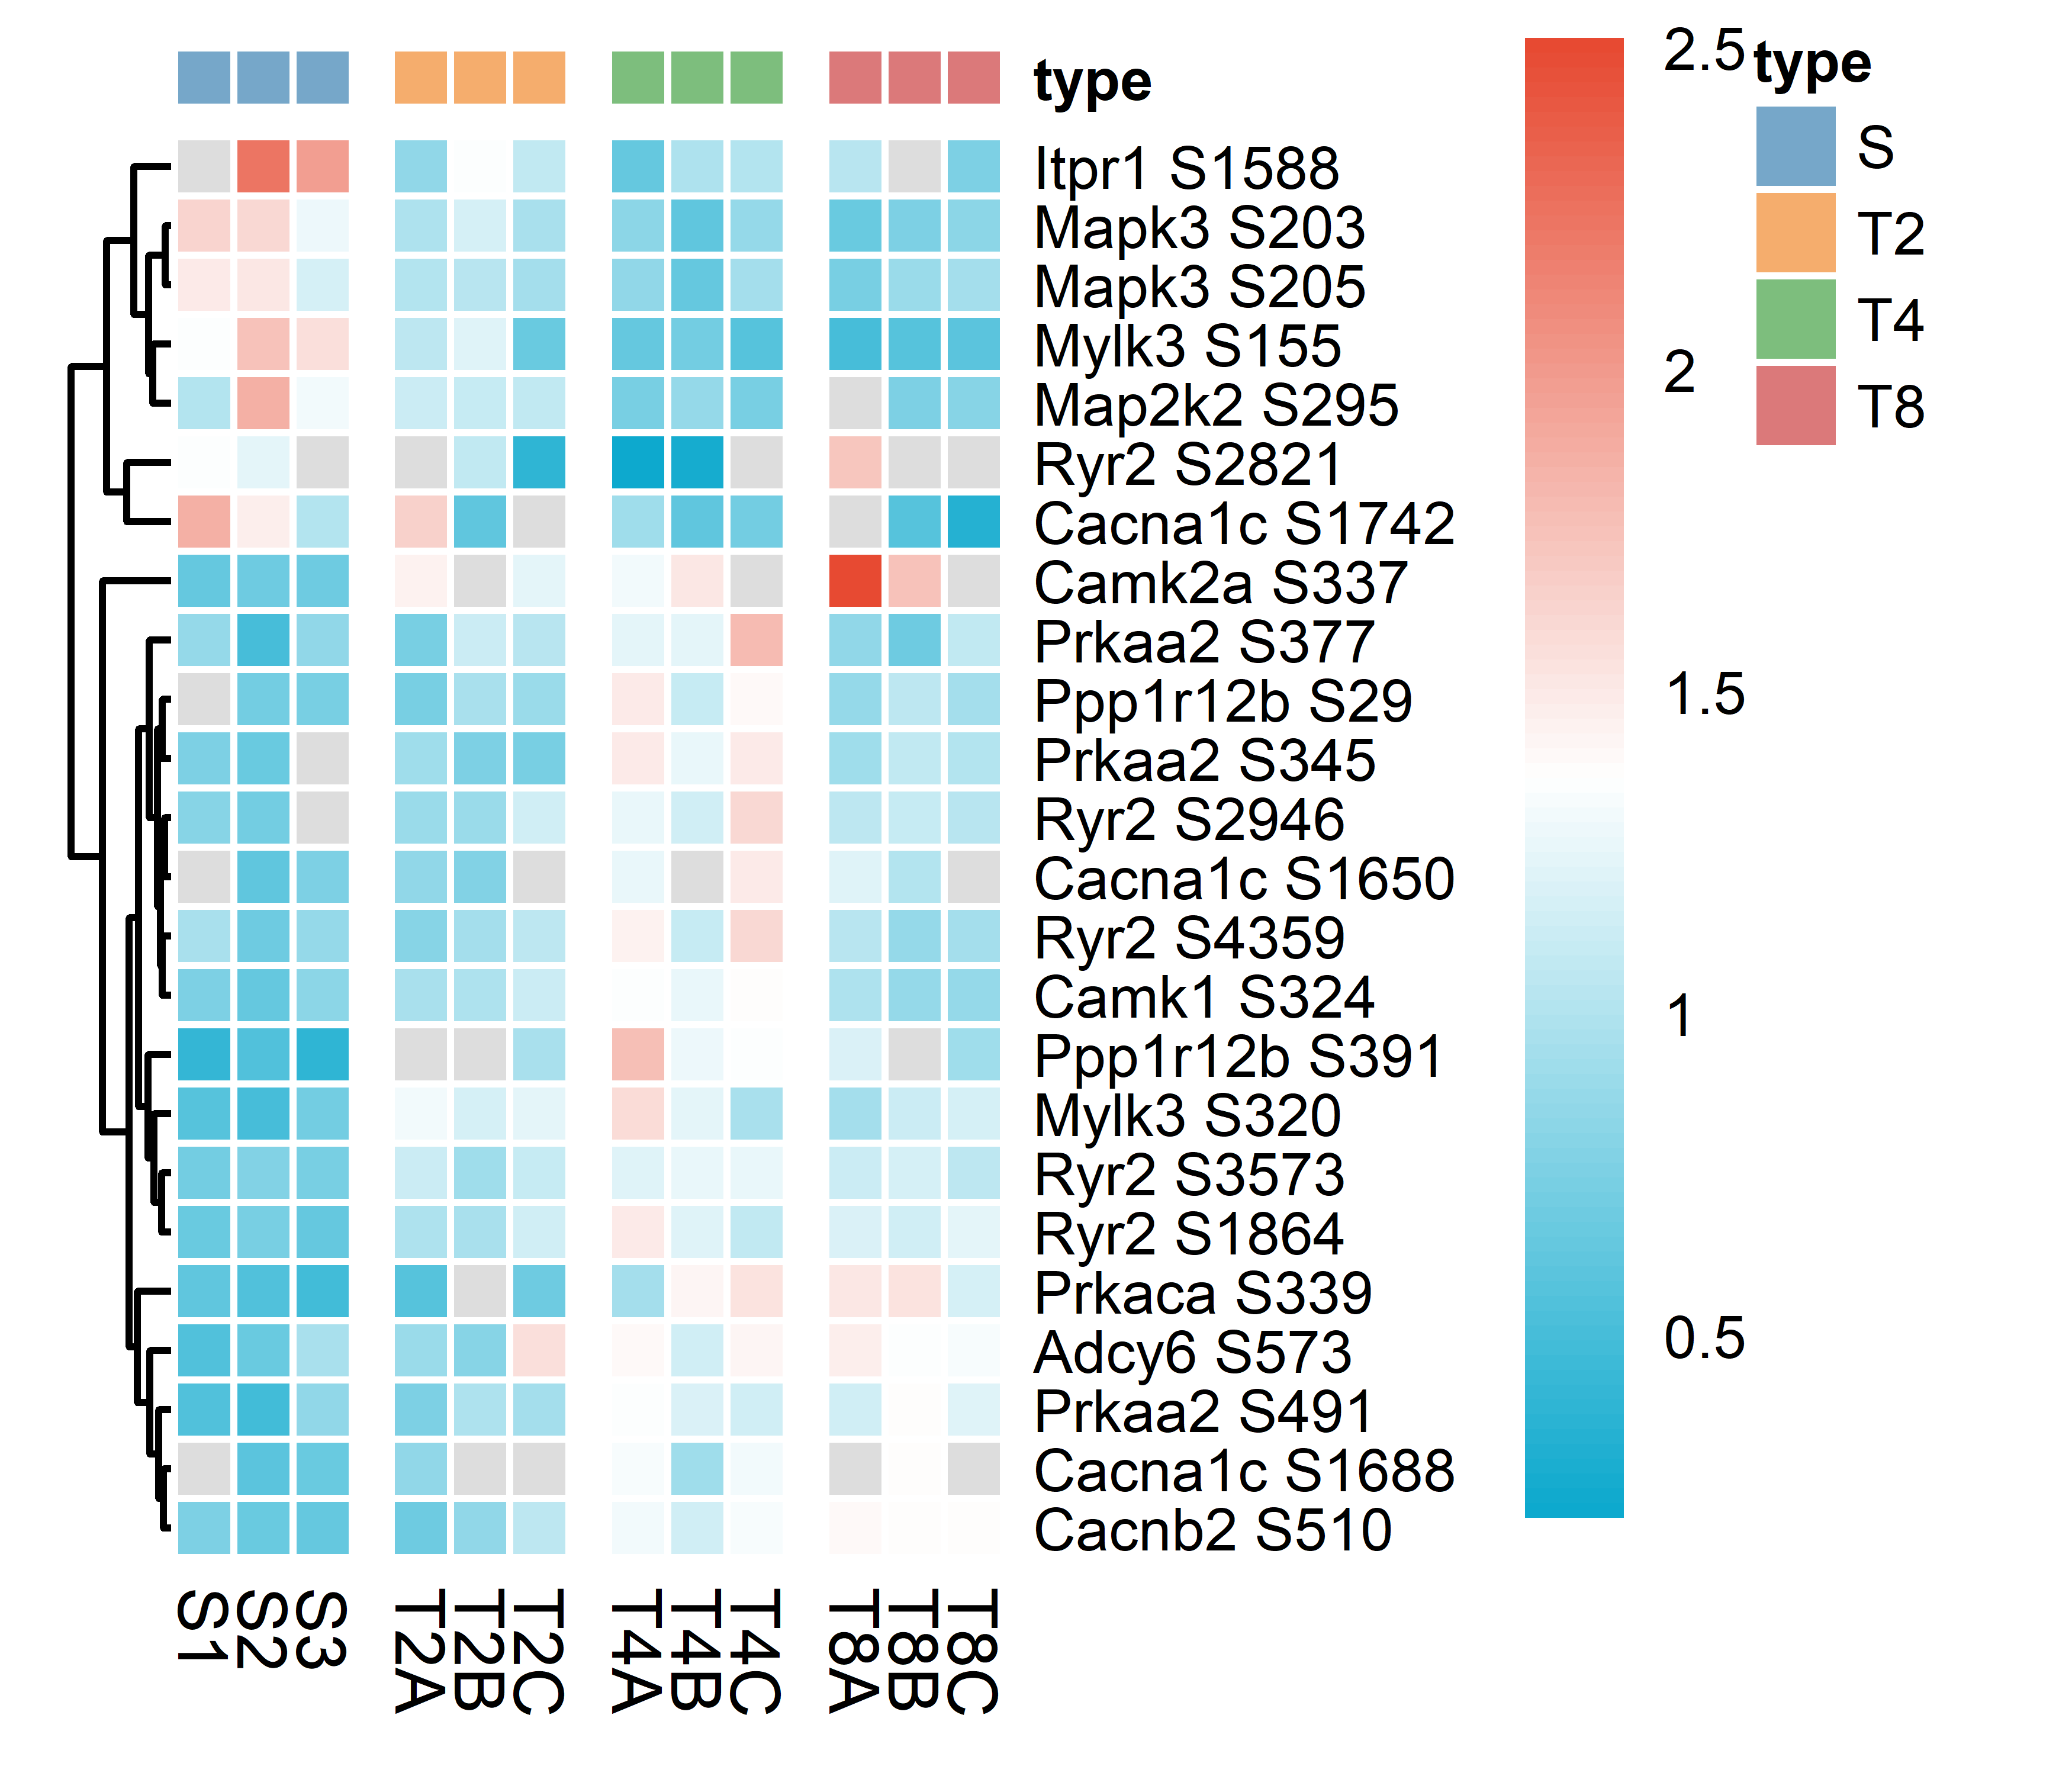 type
Itpr1 S1588
Mapk3 S203
Mapk3 S205
Mylk3 S155
Map2k2 S295
Ryr2 S2821
Cacna1c S1742
Camk2a S337
Prkaa2 S377
Ppp1r12b S29
Prkaa2 S345
Ryr2 S2946
Cacna1c S1650
Ryr2 S4359
Camk1 S324
Ppp1r12b S391
Mylk3 S320
Ryr2 S3573
Ryr2 S1864
Prkaca S339
Adcy6 S573
Prkaa2 S491
Cacna1c S1688
Cacnb2 S510
S1
S2
S3
T2A
T2B
T2C
T4A
T4B
T4C
T8A
T8B
T8C
2.5
2
1.5
1
0.5
type
S
T2
T4
T8